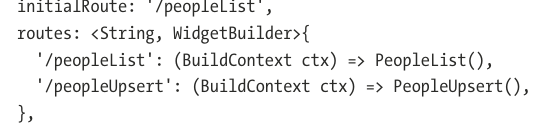 initialRoute: '/peopleList',
routes: <String, WidgetBuilder>{
  '/peopleList': (BuildContext ctx) => PeopleList(),
  '/peopleUpsert': (BuildContext ctx) => PeopleUpsert(),
},